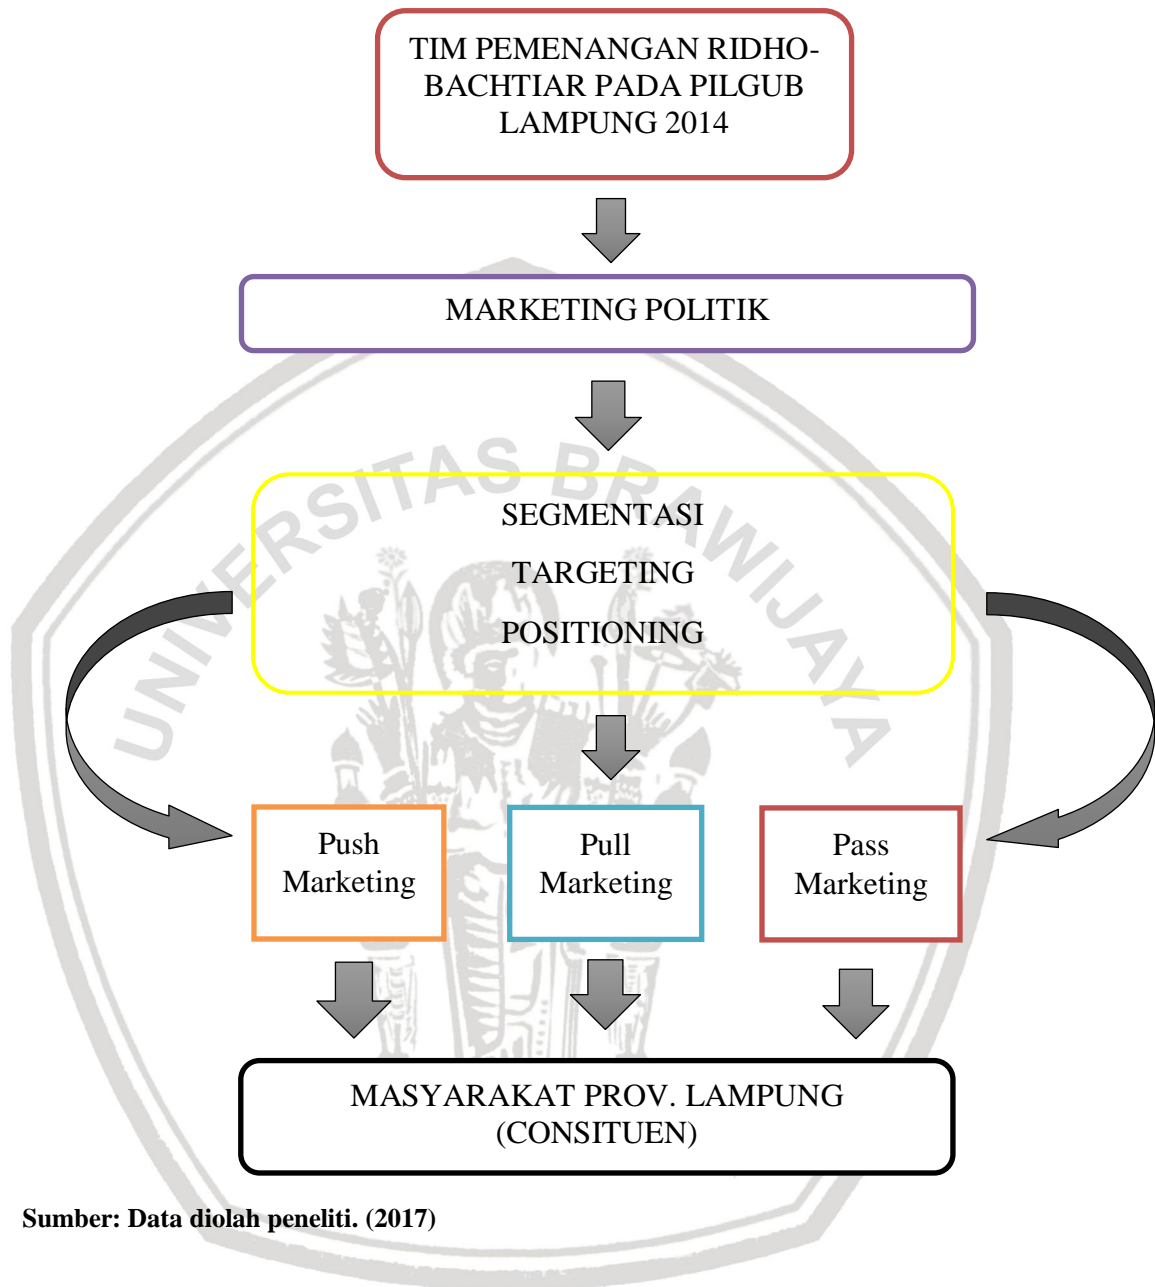 TIM PEMENANGAN RIDHO-
BACHTIAR PADA PILGUB
LAMPUNG 2014
MARKETING POLITIK
UNIVERSITAS BRAWIJAYA
SEGMENTASI
TARGETING
POSITIONING
Push
Marketing
Pull
Marketing
Pass
Marketing
MASYARAKAT PROV. LAMPUNG
(CONSITUEN)
Sumber: Data diolah peneliti. (2017)